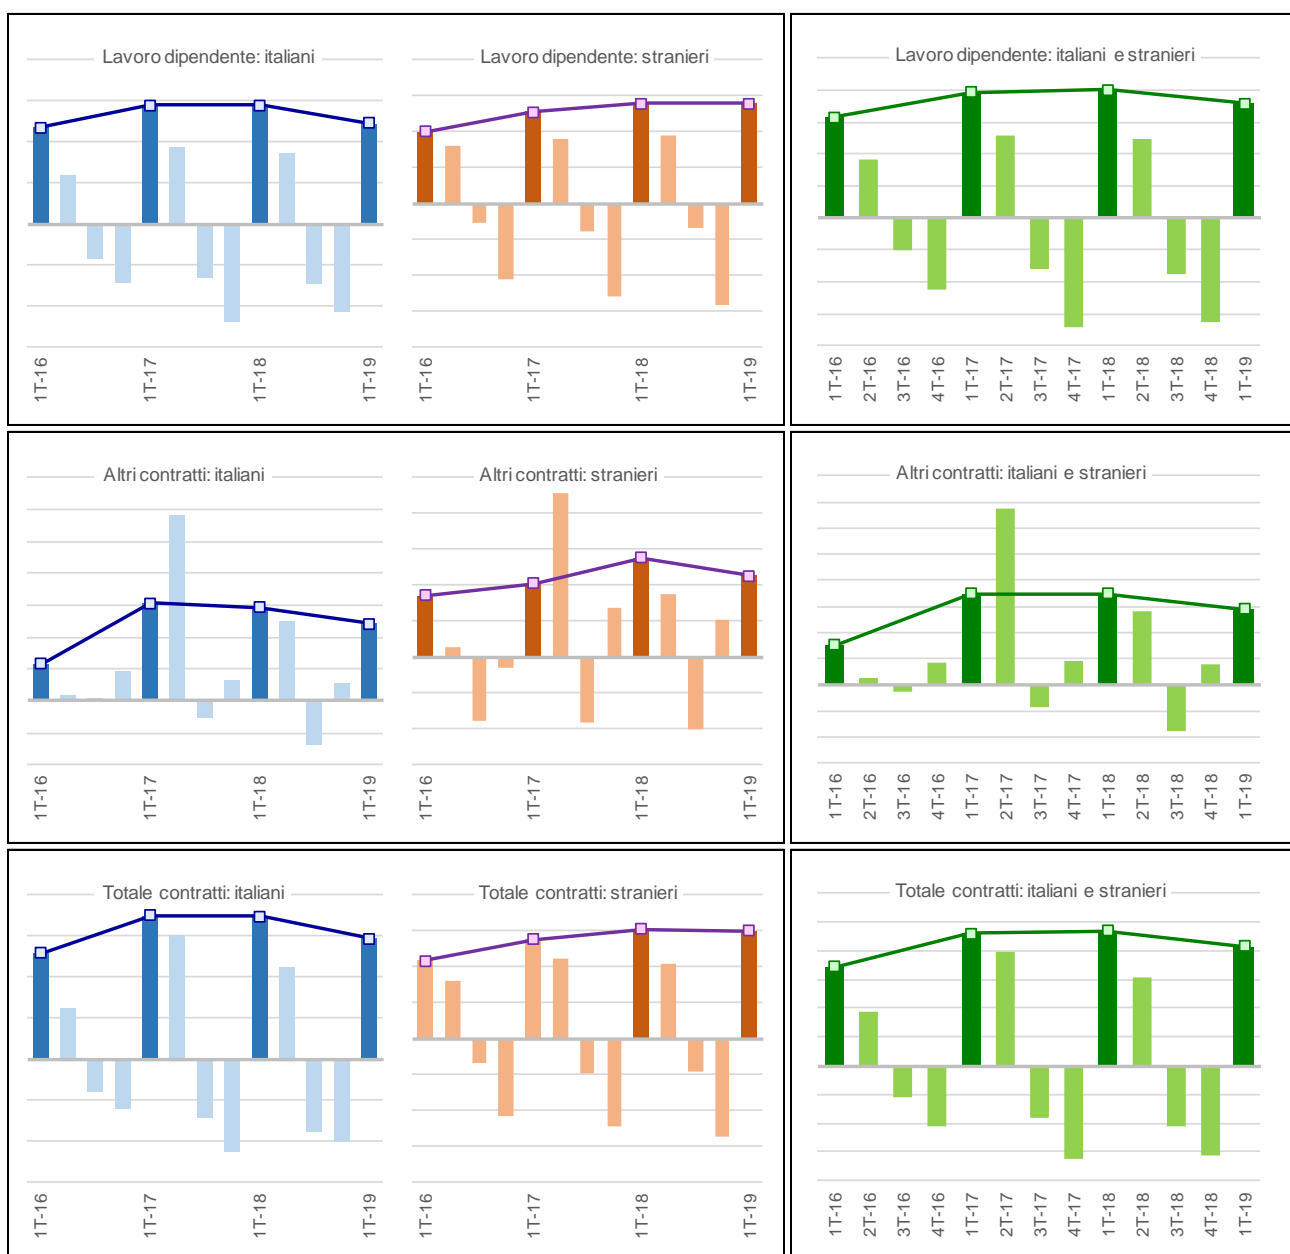 Lavoro dipendente: italiani
Lavoro dipendente: stranieri
Lavoro dipendente: italiani e stranieri
1T-16
1T-17
1T-18
1T-19
1T-16
1T-17
1T-18
1T-19
1T-16
2T-16
3T-16
4T-16
1T-17
2T-17
3T-17
4T-17
1T-18
2T-18
3T-18
4T-18
1T-19
Altri contratti: italiani
Altri contratti: stranieri
Altri contratti: italiani e stranieri
1T-16
1T-17
1T-18
1T-19
1T-16
1T-17
1T-18
1T-19
1T-16
2T-16
3T-16
4T-16
1T-17
2T-17
3T-17
4T-17
1T-18
2T-18
3T-18
4T-18
1T-19
Totale contratti: italiani
Totale contratti: stranieri
Totale contratti: italiani e stranieri
1T-16
1T-17
1T-18
1T-19
1T-16
1T-17
1T-18
1T-19
1T-16
2T-16
3T-16
4T-16
1T-17
2T-17
3T-17
4T-17
1T-18
2T-18
3T-18
4T-18
1T-19